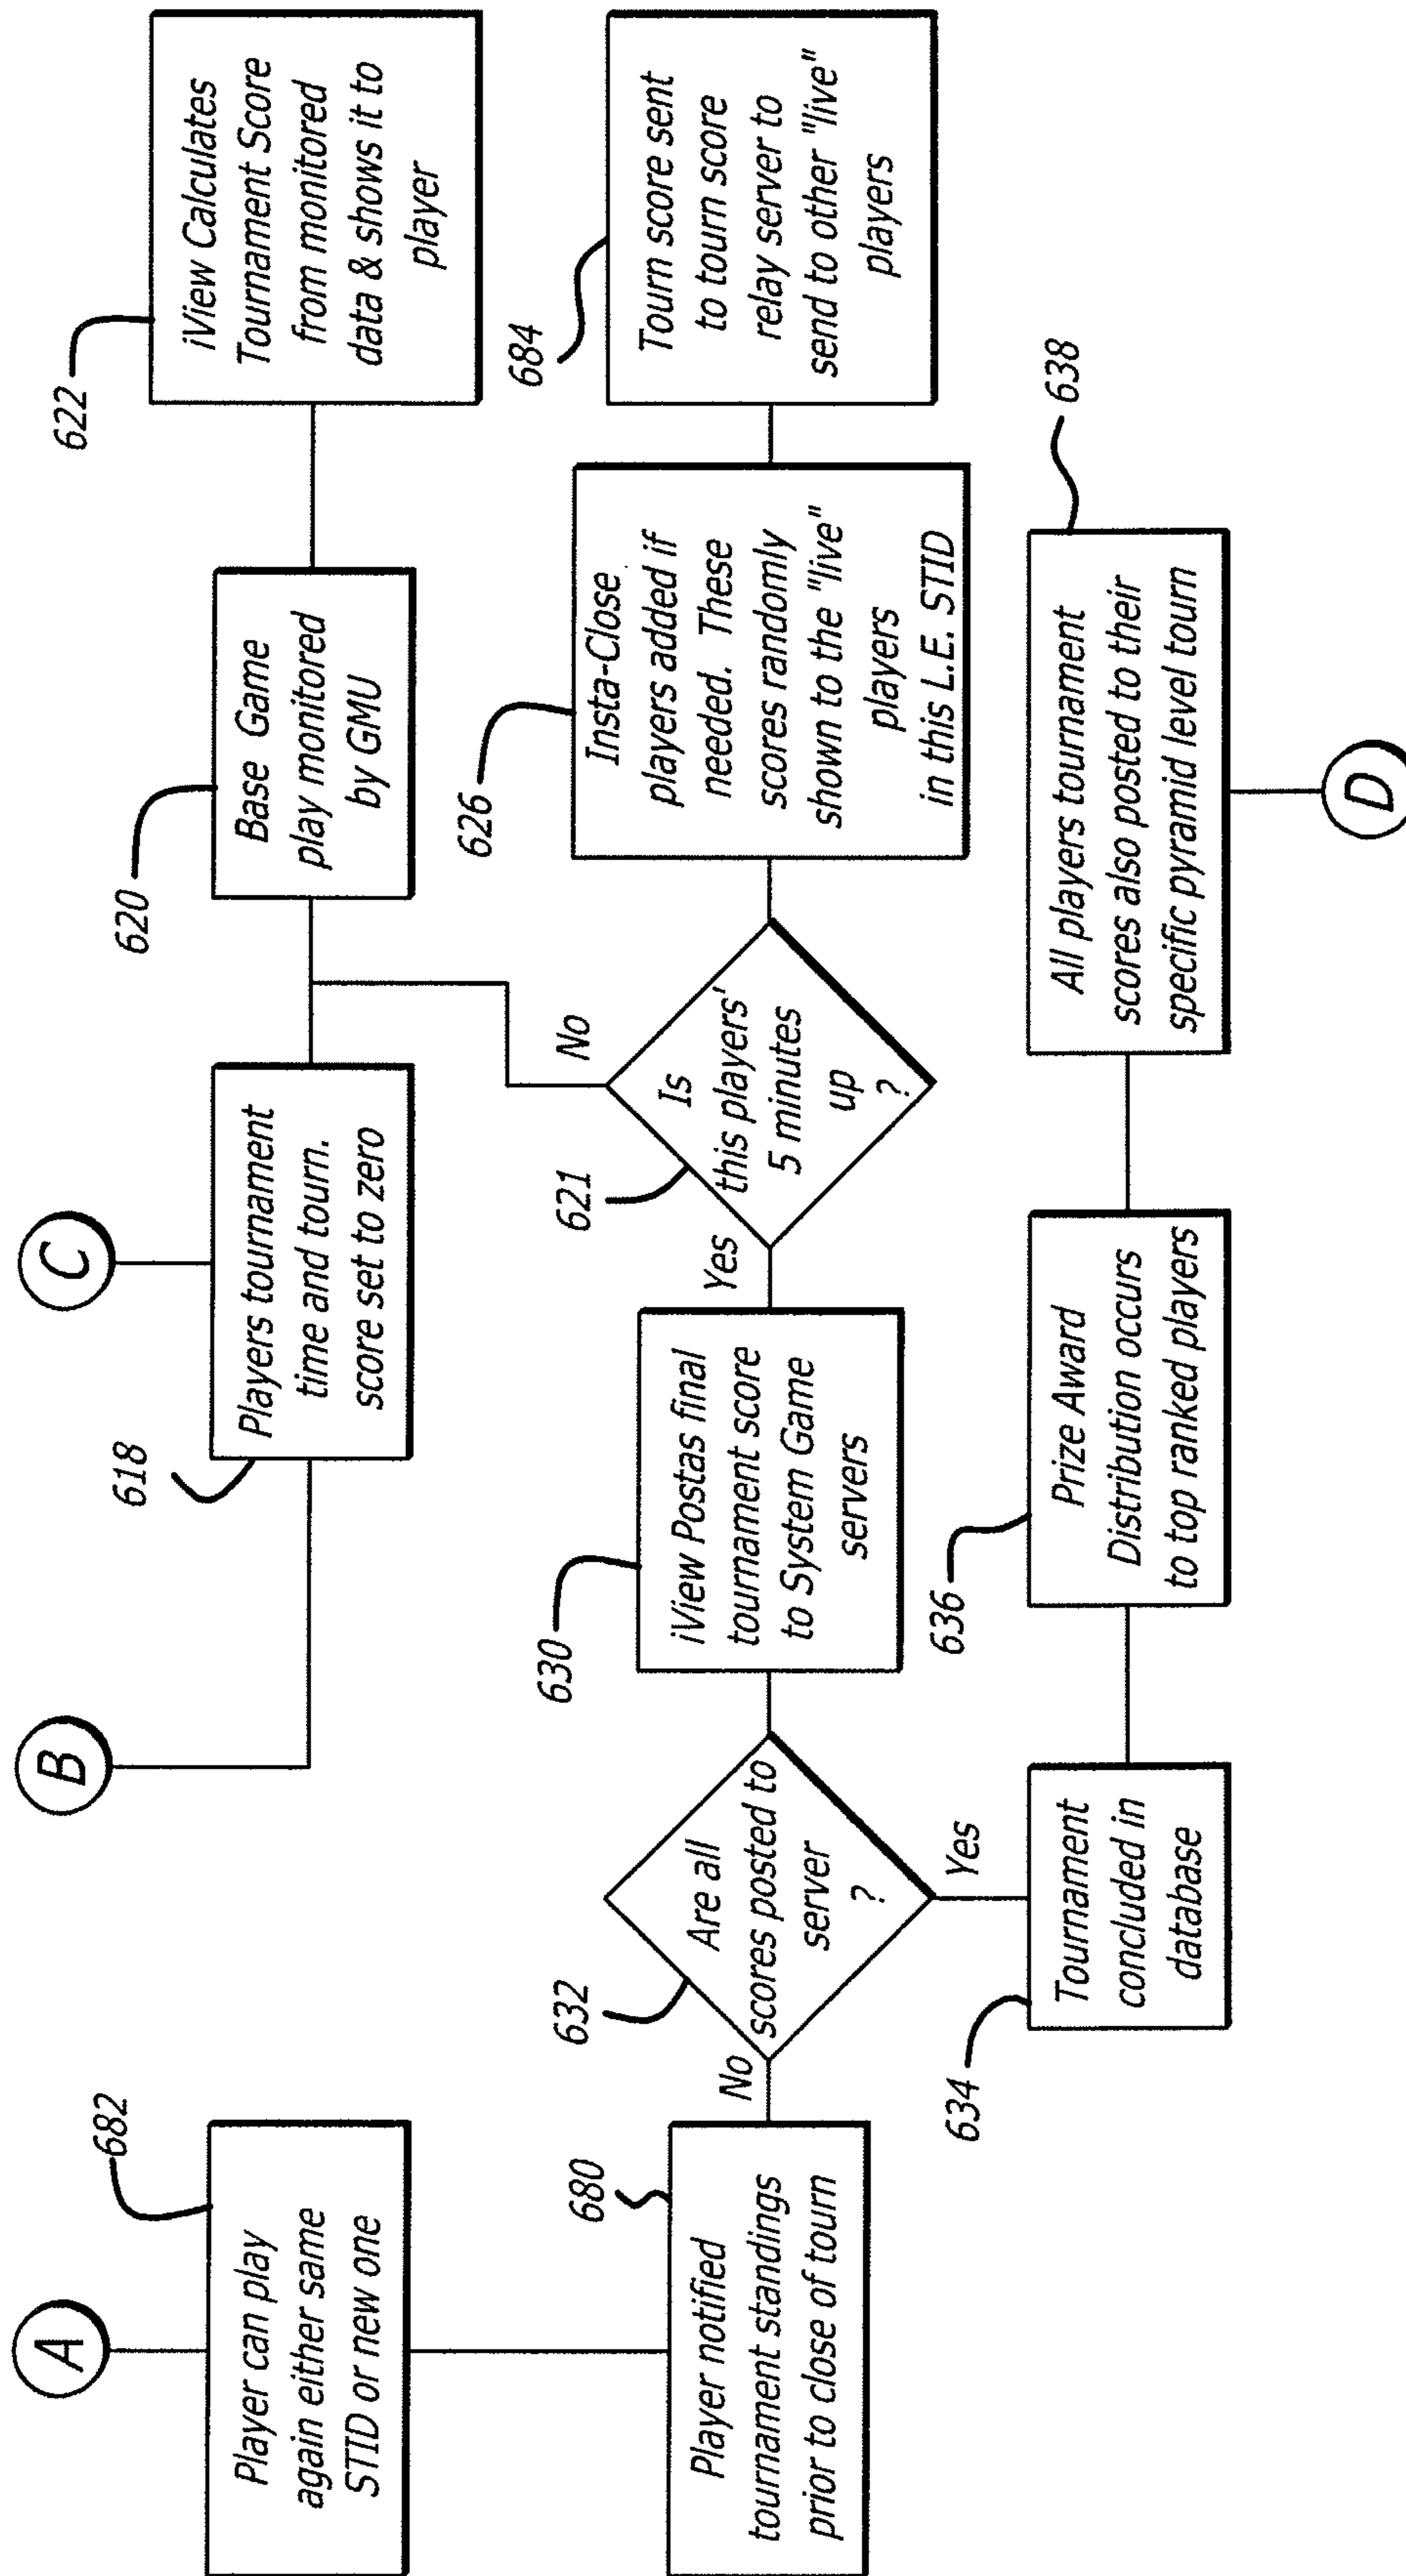 A
B
C
682
Player can play
again either same
STID or new one
618
Players tournament
time and tourn.
score set to zero
620
Base Game
play monitored
by GMU
622
iView Calculates
Tournament Score
from monitored
data & shows it to
player
680
Player notified
tournament standings
prior to close of tourn
No
632
Are all
scores posted to
server
?
Yes
630
iView Postas final
tournament score
to System Game
servers
Yes
621
Is
this players'
5 minutes
up
?
No
626
Insta-Close
players added if
needed. These
scores randomly
shown to the "live"
players
in this L.E. STID
684
Tourn score sent
to tourn score
relay server to
send to other "live"
players
634
Tournament
concluded in
database
636
Prize Award
Distribution occurs
to top ranked players
638
All players tournament
scores also posted to their
specific pyramid level tourn
D